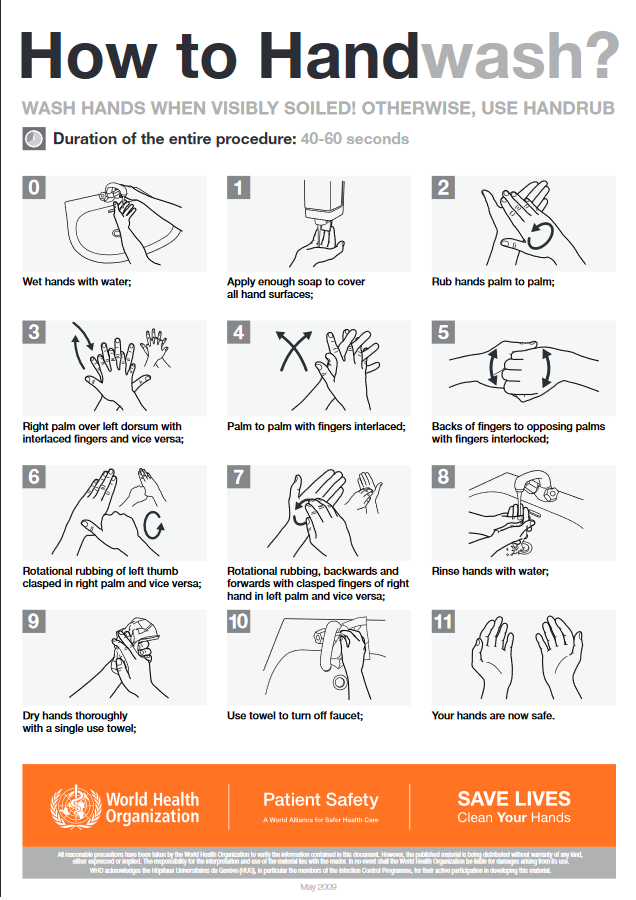 How to Handwash?
WASH HANDS WHEN VISIBLY SOILED! OTHERWISE, USE HANDRUB
Duration of the entire procedure: 40-60 seconds
0
Wet hands with water;
1
Apply enough soap to cover
all hand surfaces;
2
Rub hands palm to palm;
3
Right palm over left dorsum with
interlaced fingers and vice versa;
4
Palm to palm with fingers interlaced;
5
Backs of fingers to opposing palms
with fingers interlocked;
6
Rotational rubbing of left thumb
clasped in right palm and vice versa;
7
Rotational rubbing, backwards and
forwards with clasped fingers of right
hand in left palm and vice versa;
8
Rinse hands with water;
9
Dry hands thoroughly
with a single use towel;
10
Use towel to turn off faucet;
11
Your hands are now safe.
World Health
Organization
Patient Safety
A World Alliance for Safer Health Care
SAVE LIVES
Clean Your Hands
All reasonable precautions have been taken by the World Health Organization to verify the information contained in this document. However, the published material is being distributed without warranty of any kind,
either expressed or implied. The responsibility for the interpretation and use of the material lies with the reader. In no event shall the World Health Organization be liable for damages arising from its use.
WHO acknowledges the Hôpitaux Universitaires de Genève (HUG), in particular the members of the Infection Control Programme, for their active participation in developing this material.
May 2009